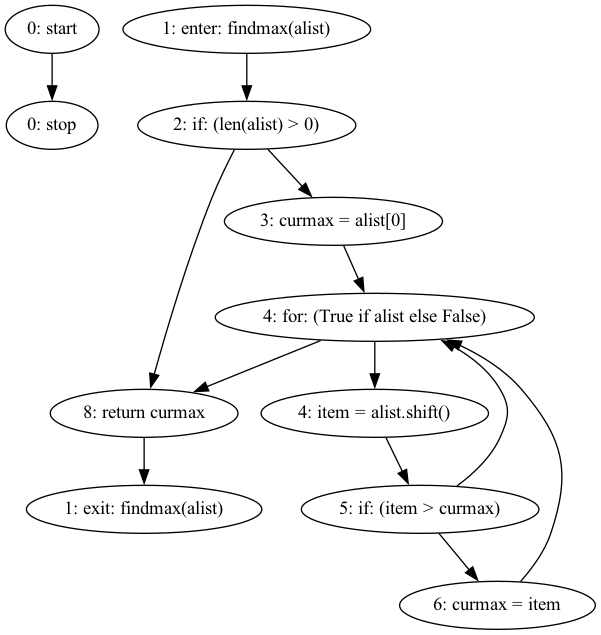 0: start
1: enter: findmax(alist)
0: stop
2: if: (len(alist) > 0)
3: curmax = alist[0]
4: for: (True if alist else False)
8: return curmax
4: item = alist.shift()
1: exit: findmax(alist)
5: if: (item > curmax)
6: curmax = item